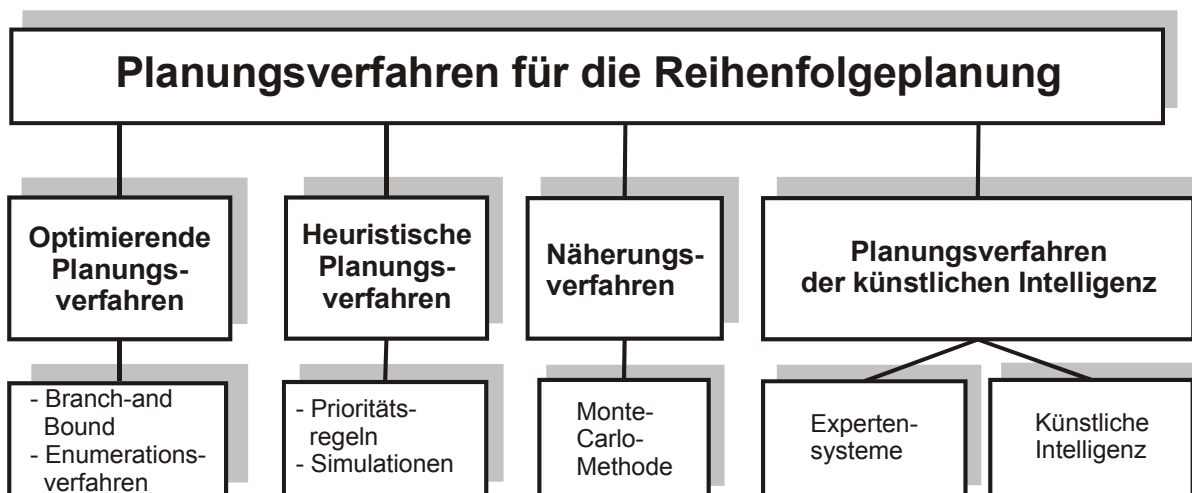 Planungsverfahren für die Reihenfolgeplanung
Optimierende
Planungs-
verfahren
Heuristische
Planungs-
verfahren
Näherungs-
verfahren
Planungsverfahren
der künstlichen Intelligenz
- Branch-and
Bound
- Enumerations-
verfahren
- Prioritäts-
regeln
- Simulationen
Monte-
Carlo-
Methode
Experten-
systeme
Künstliche
Intelligenz